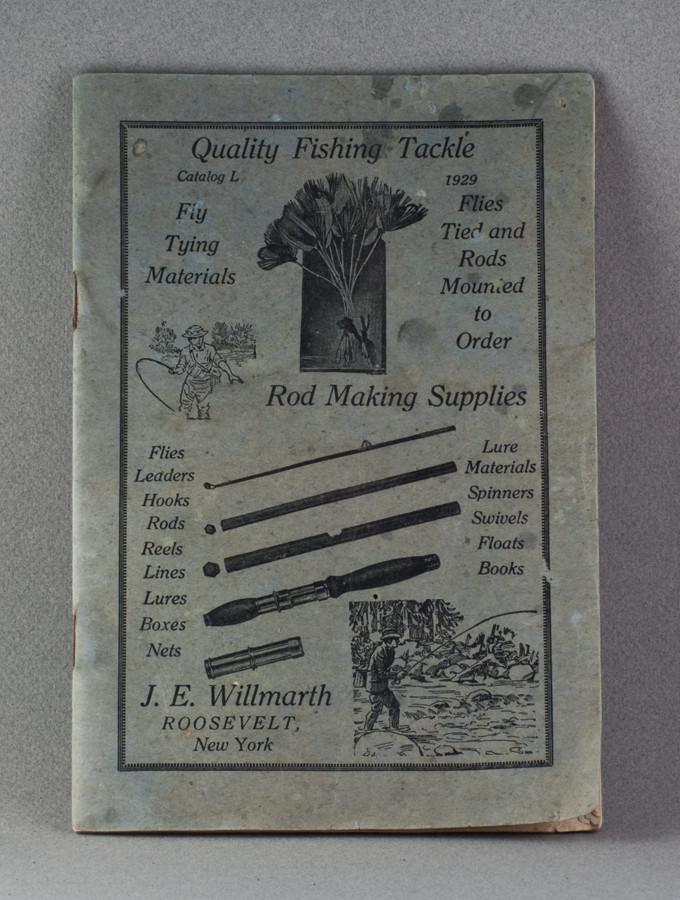 Quality Fishing Tackle
Catalog L
1929
Fly
Tying
Materials
Flies
Tied and
Rods
Mounted
to
Order
Rod Making Supplies
Flies
Leaders
Hooks
Rods
Reels
Lines
Lures
Boxes
Nets
Lure
Materials
Spinners
Swivels
Floats
Books
J. E. Willmarth
ROOSEVELT,
New York